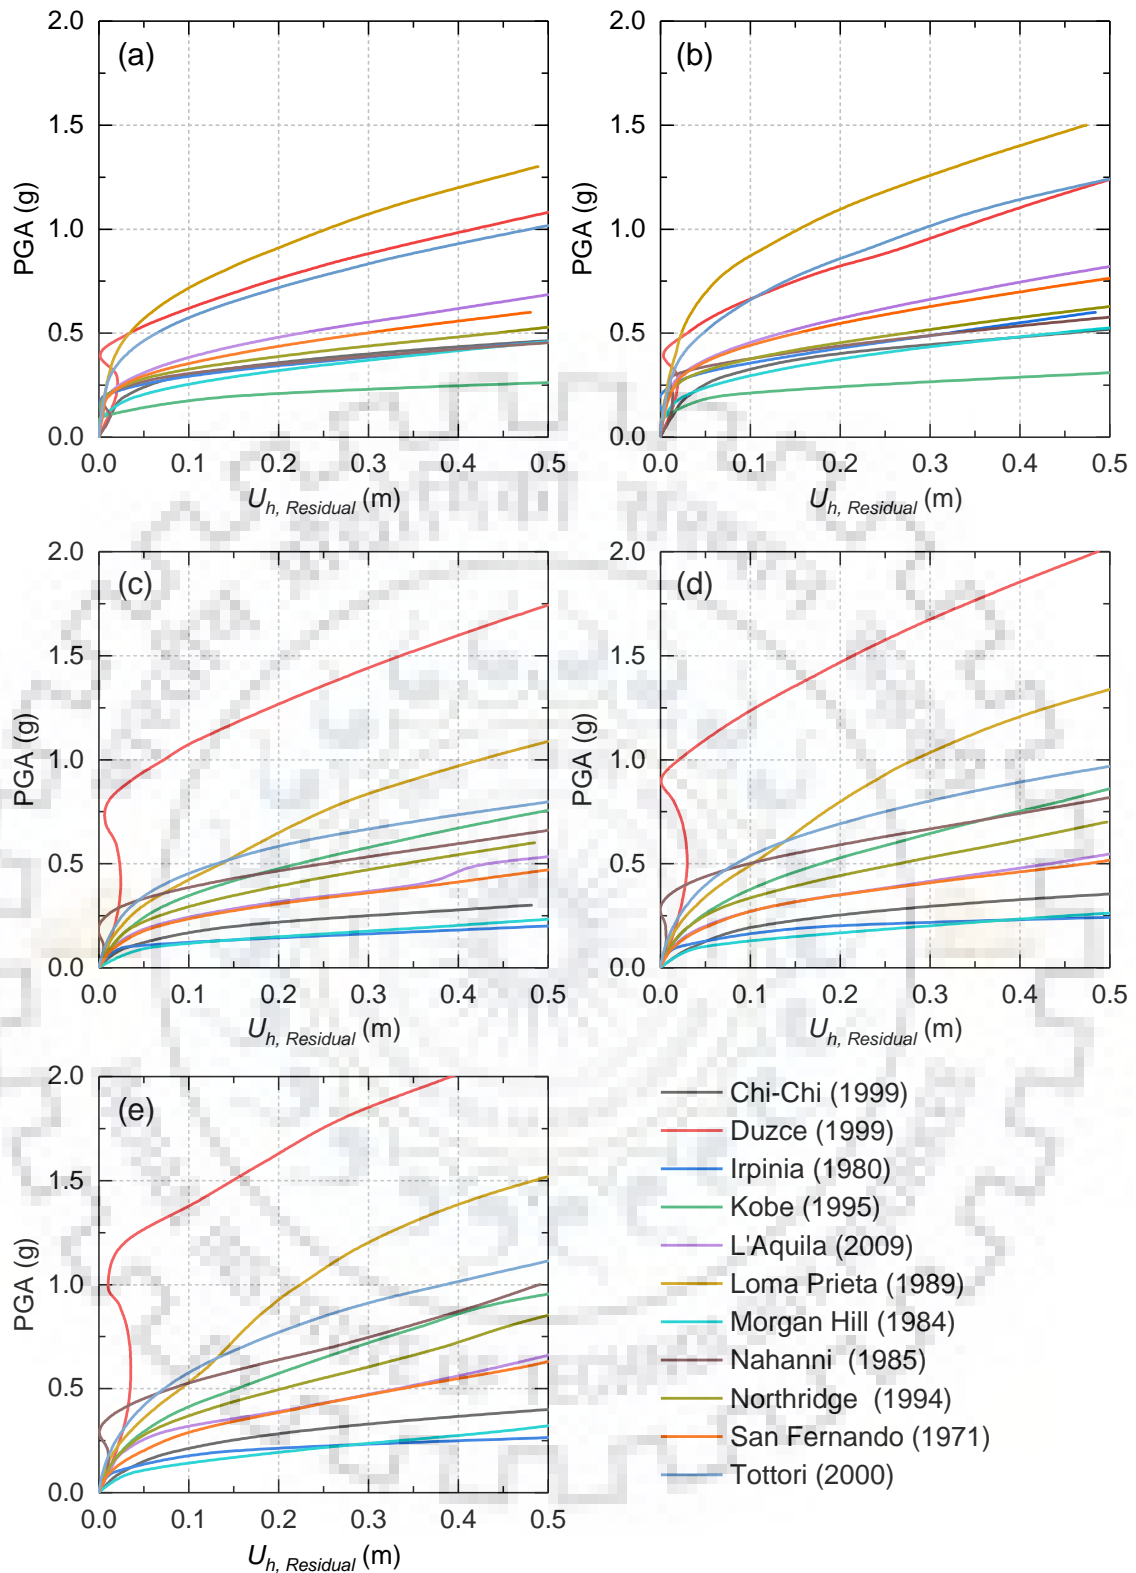 (a)
2.0
1.5
1.0
0.5
0.0
PGA (g)
0.0 0.1 0.2 0.3 0.4 0.5
U h, Residual (m)
(b)
2.0
1.5
1.0
0.5
0.0
PGA (g)
0.0 0.1 0.2 0.3 0.4 0.5
U h, Residual (m)
(c)
2.0
1.5
1.0
0.5
0.0
PGA (g)
0.0 0.1 0.2 0.3 0.4 0.5
U h, Residual (m)
(d)
2.0
1.5
1.0
0.5
0.0
PGA (g)
0.0 0.1 0.2 0.3 0.4 0.5
U h, Residual (m)
(e)
2.0
1.5
1.0
0.5
0.0
PGA (g)
0.0 0.1 0.2 0.3 0.4 0.5
U h, Residual (m)
Chi-Chi (1999)
Duzce (1999)
Irpinia (1980)
Kobe (1995)
L'Aquila (2009)
Loma Prieta (1989)
Morgan Hill (1984)
Nahanni (1985)
Northridge (1994)
San Fernando (1971)
Tottori (2000)